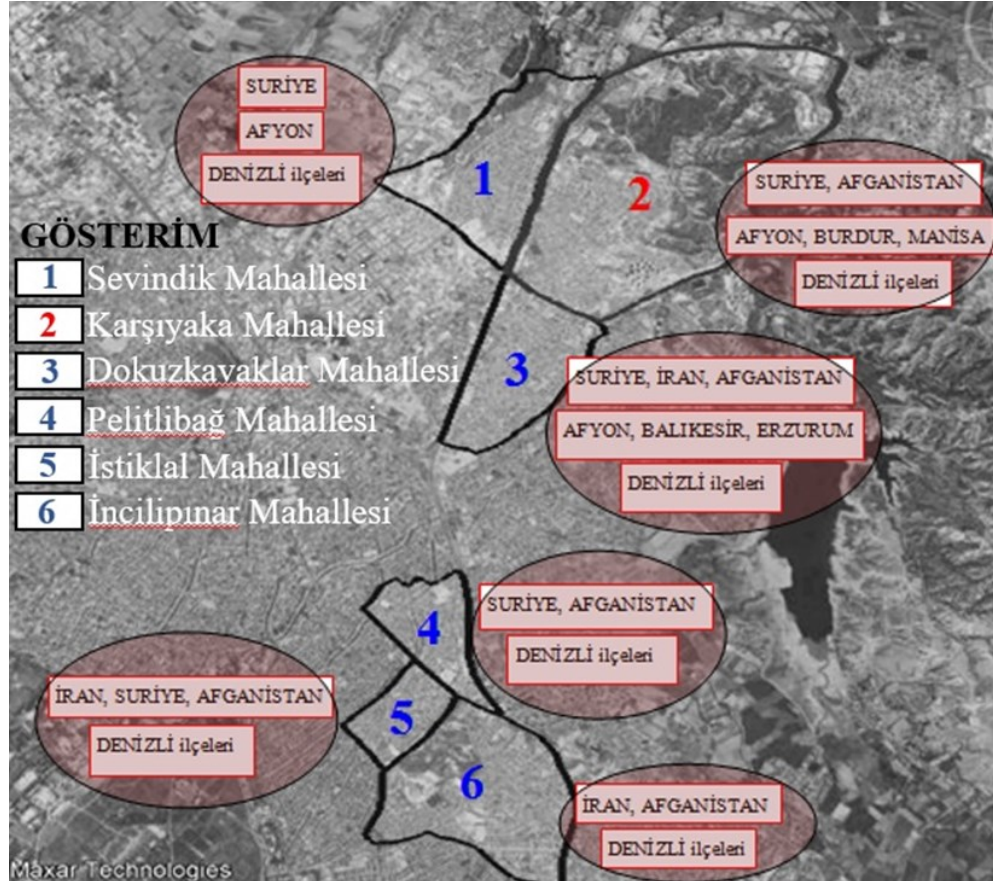 SURİYE
AFYON
DENİZLİ ilçeleri
1
2
SURİYE, AFGANİSTAN
AFYON, BURDUR, MANİSA
DENİZLİ ilçeleri
GÖSTERİM
1 Sevindik Mahallesi
2 Karşıyaka Mahallesi
3 Dokuzkavaklar Mahallesi
4 Pelitlibağ Mahallesi
5 İstiklal Mahallesi
6 İncilipınar Mahallesi
3
SURİYE, İRAN, AFGANİSTAN
AFYON, BALIKESİR, ERZURUM
DENİZLİ ilçeleri
4
SURİYE, AFGANİSTAN
DENİZLİ ilçeleri
İRAN, SURİYE, AFGANİSTAN
DENİZLİ ilçeleri
5
6
İRAN, AFGANİSTAN
DENİZLİ ilçeleri
Maxar Technologies